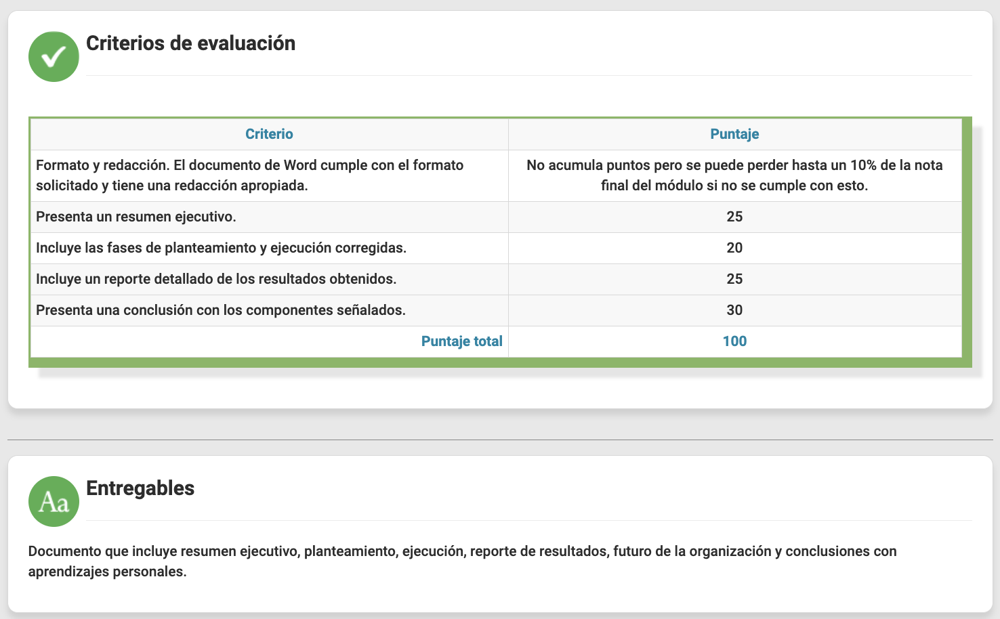 Criterios de evaluación
Criterio
Puntaje
Formato y redacción. El documento de Word cumple con el formato
solicitado y tiene una redacción apropiada.
No acumula puntos pero se puede perder hasta un 10% de la nota
final del módulo si no se cumple con esto.
Presenta un resumen ejecutivo.
25
Incluye las fases de planteamiento y ejecución corregidas.
20
Incluye un reporte detallado de los resultados obtenidos.
25
Presenta una conclusión con los componentes señalados.
30
Puntaje total
100
Aa
Entregables
Documento que incluye resumen ejecutivo, planteamiento, ejecución, reporte de resultados, futuro de la organización y conclusiones con
aprendizajes personales.